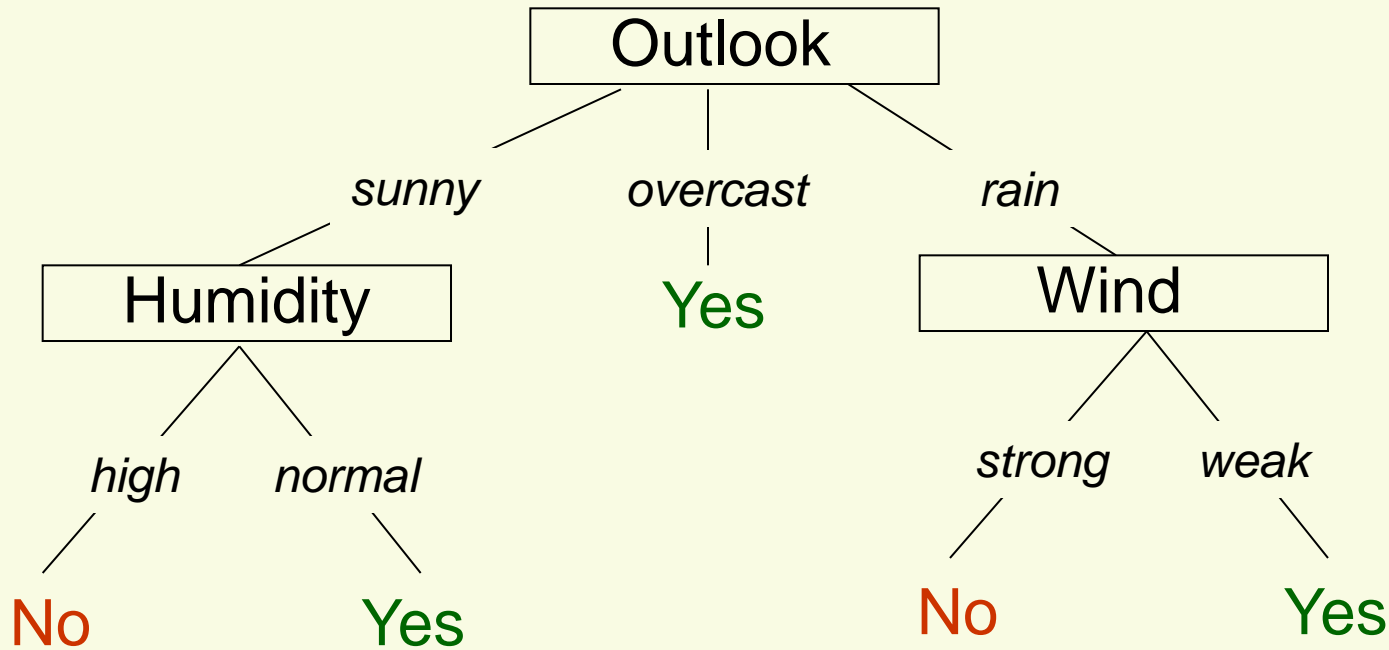 Outlook
sunny overcast rain
Humidity Yes Wind
high normal strong weak
No Yes No Yes